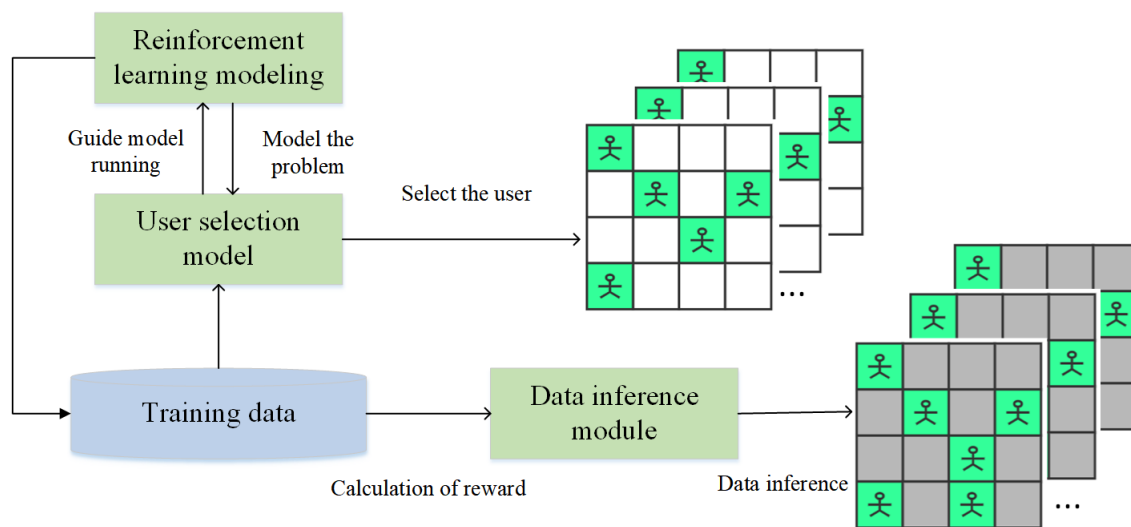 Reinforcement
learning modeling
Guide model
running
Model the
problem
Select the user
User selection
model
...
Training data
Data inference
module
Calculation of reward
Data inference
...